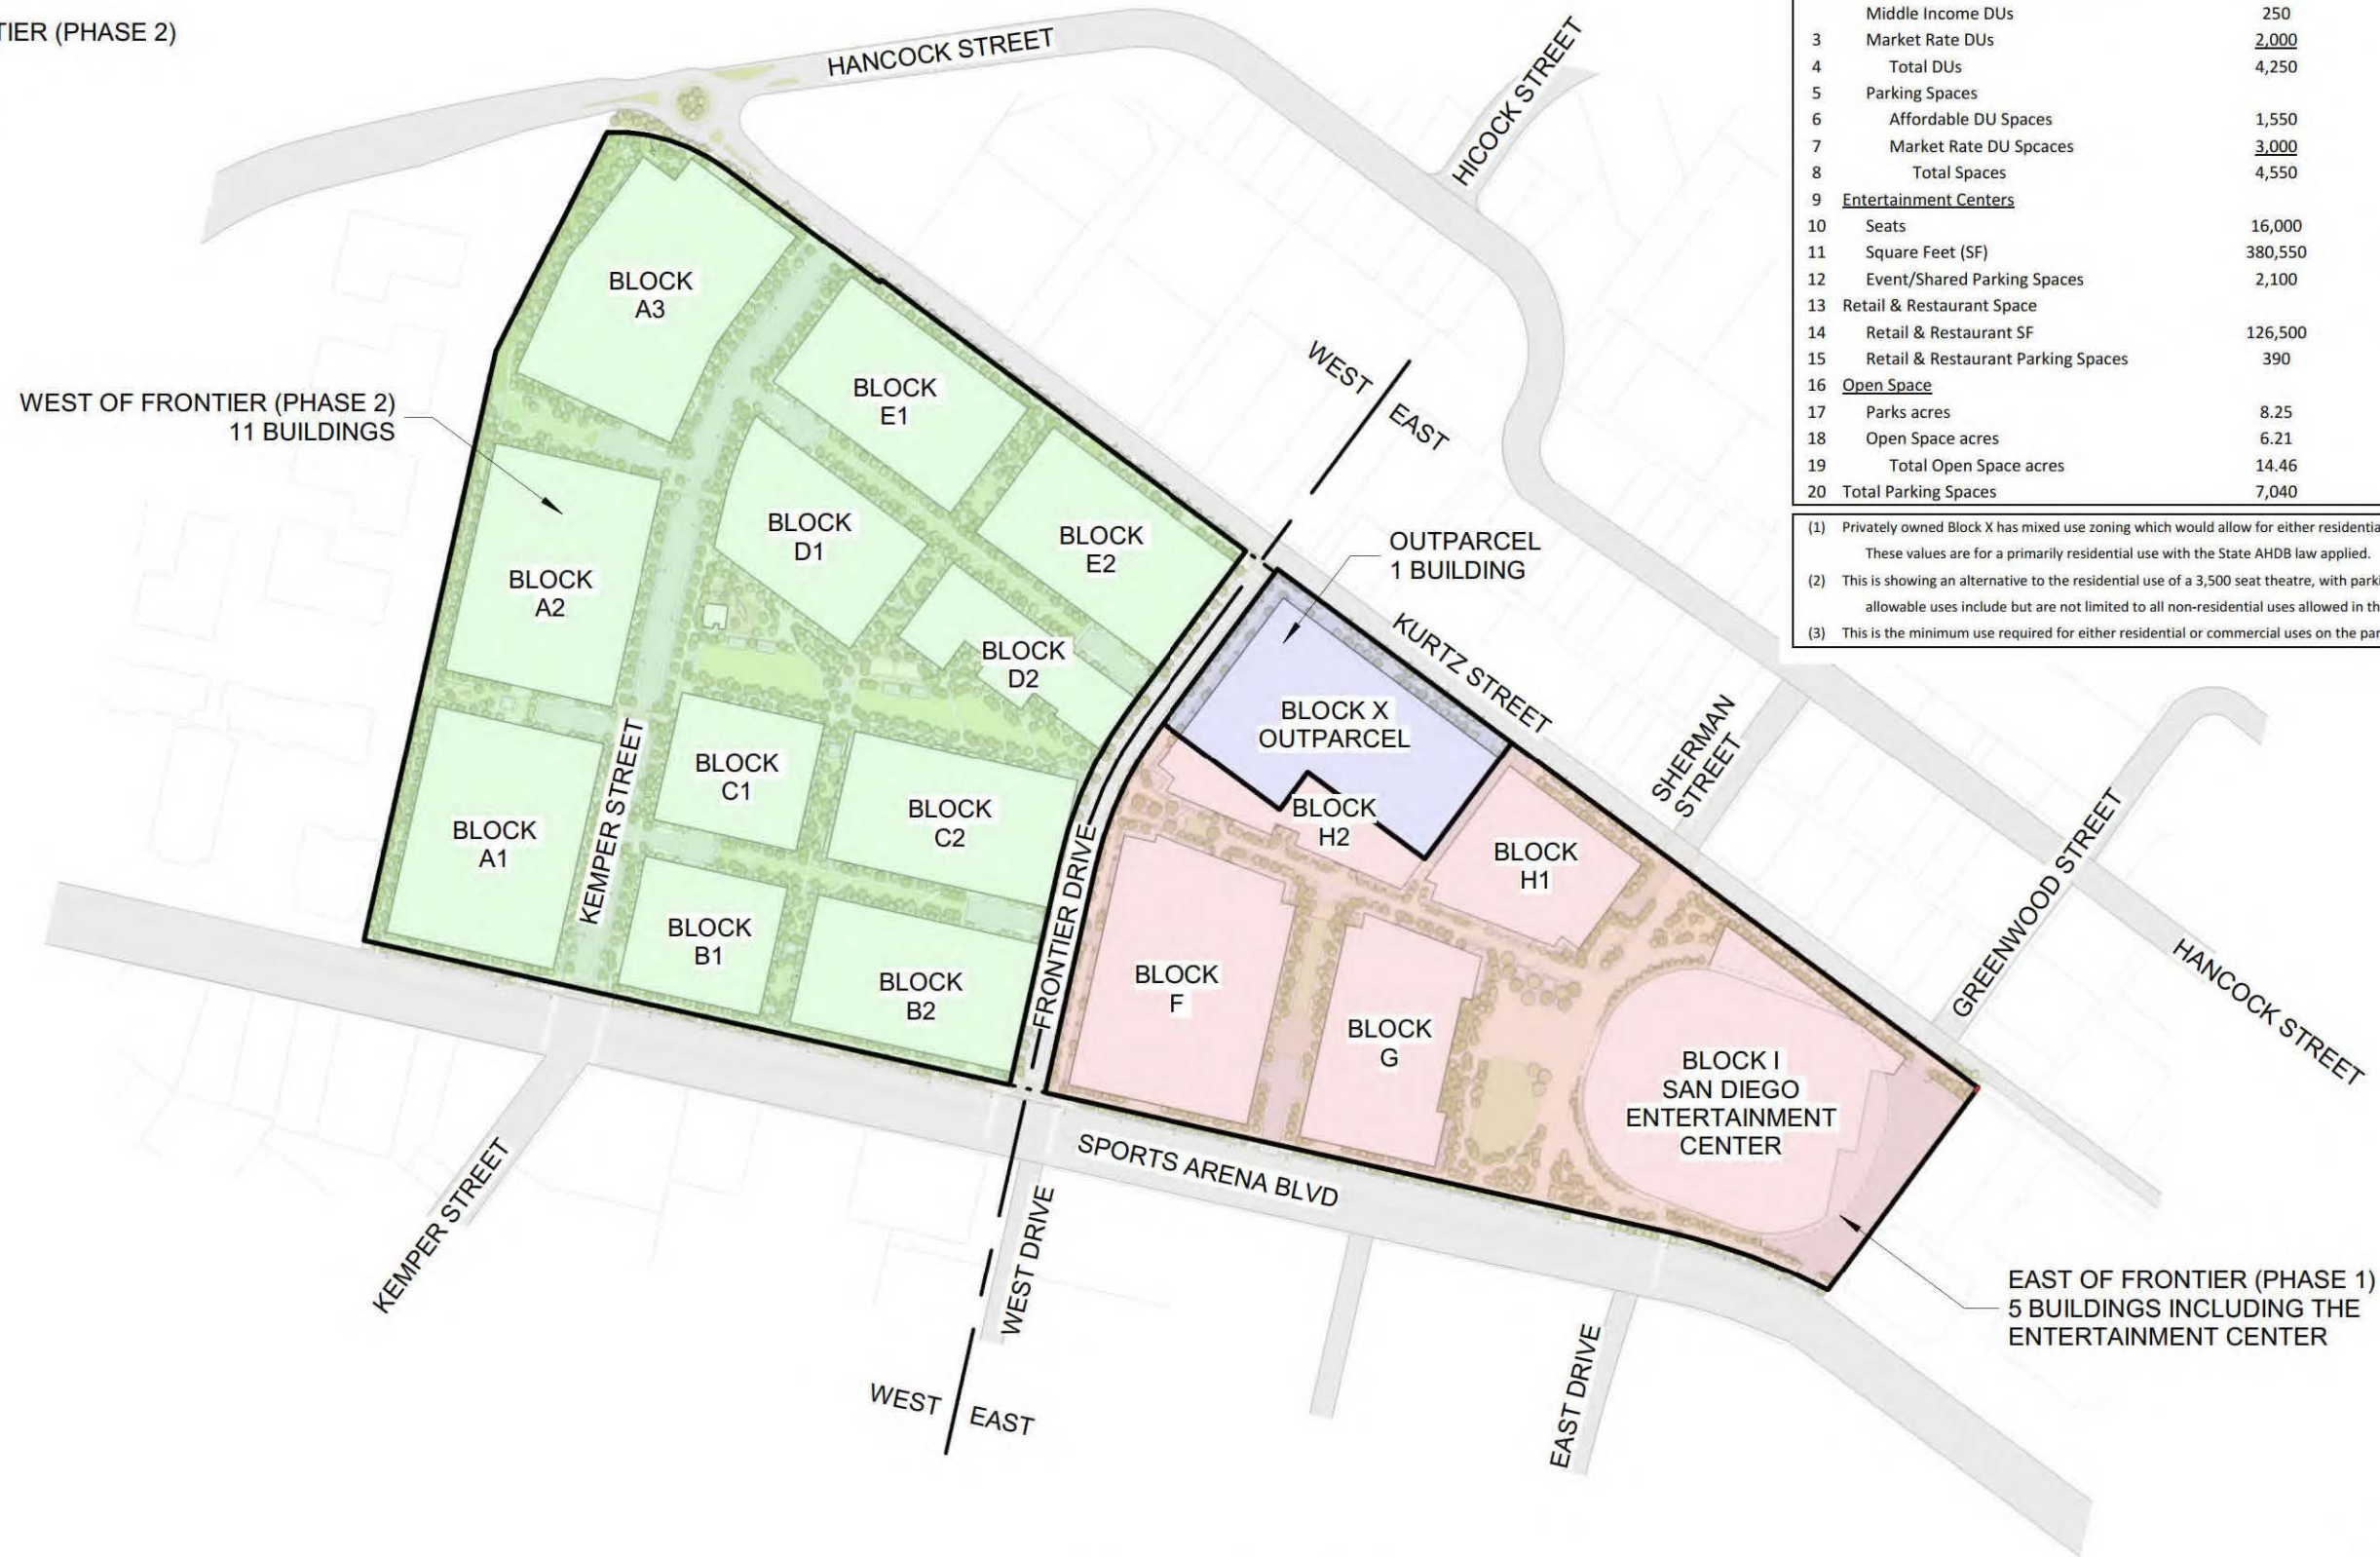 TIER (PHASE 2)
Middle Income DUs 250
3 Market Rate DUs 2,000
4 Total DUs 4,250
5 Parking Spaces
6 Affordable DU Spaces 1,550
7 Market Rate DU Spcaces 3,000
8 Total Spaces 4,550
9 Entertainment Centers
10 Seats 16,000
11 Square Feet (SF) 380,550
12 Event/Shared Parking Spaces 2,100
13 Retail & Restaurant Space
14 Retail & Restaurant SF 126,500
15 Retail & Restaurant Parking Spaces 390
16 Open Space
17 Parks acres 8.25
18 Open Space acres 6.21
19 Total Open Space acres 14.46
20 Total Parking Spaces 7,040
(1) Privately owned Block X has mixed use zoning which would allow for either residentia
These values are for a primarily residential use with the State AHDB law applied.
(2) This is showing an alternative to the residential use of a 3,500 seat theatre, with parki
allowable uses include but are not limited to all non-residential uses allowed in th
(3) This is the minimum use required for either residential or commercial uses on the par
HANCOCK STREET
HICOCK STREET
WEST
EAST
WEST OF FRONTIER (PHASE 2)
11 BUILDINGS
BLOCK
A3
BLOCK
E1
BLOCK
D1
BLOCK
E2
BLOCK
A2
BLOCK
D2
OUTPARCEL
1 BUILDING
BLOCK X
OUTPARCEL
KURTZ STREET
SHERMAN
STREET
BLOCK
C1
BLOCK
C2
BLOCK
A1
KEMPER STREET
BLOCK
B1
BLOCK
B2
FRONTIER DRIVE
BLOCK
H2
BLOCK
H1
BLOCK
F
BLOCK
G
BLOCK I
SAN DIEGO
ENTERTAINMENT
CENTER
GREENWOOD STREET
HANCOCK STREET
SPORTS ARENA BLVD
KEMPER STREET
WEST DRIVE
EAST DRIVE
WEST
EAST
EAST OF FRONTIER (PHASE 1)
5 BUILDINGS INCLUDING THE
ENTERTAINMENT CENTER